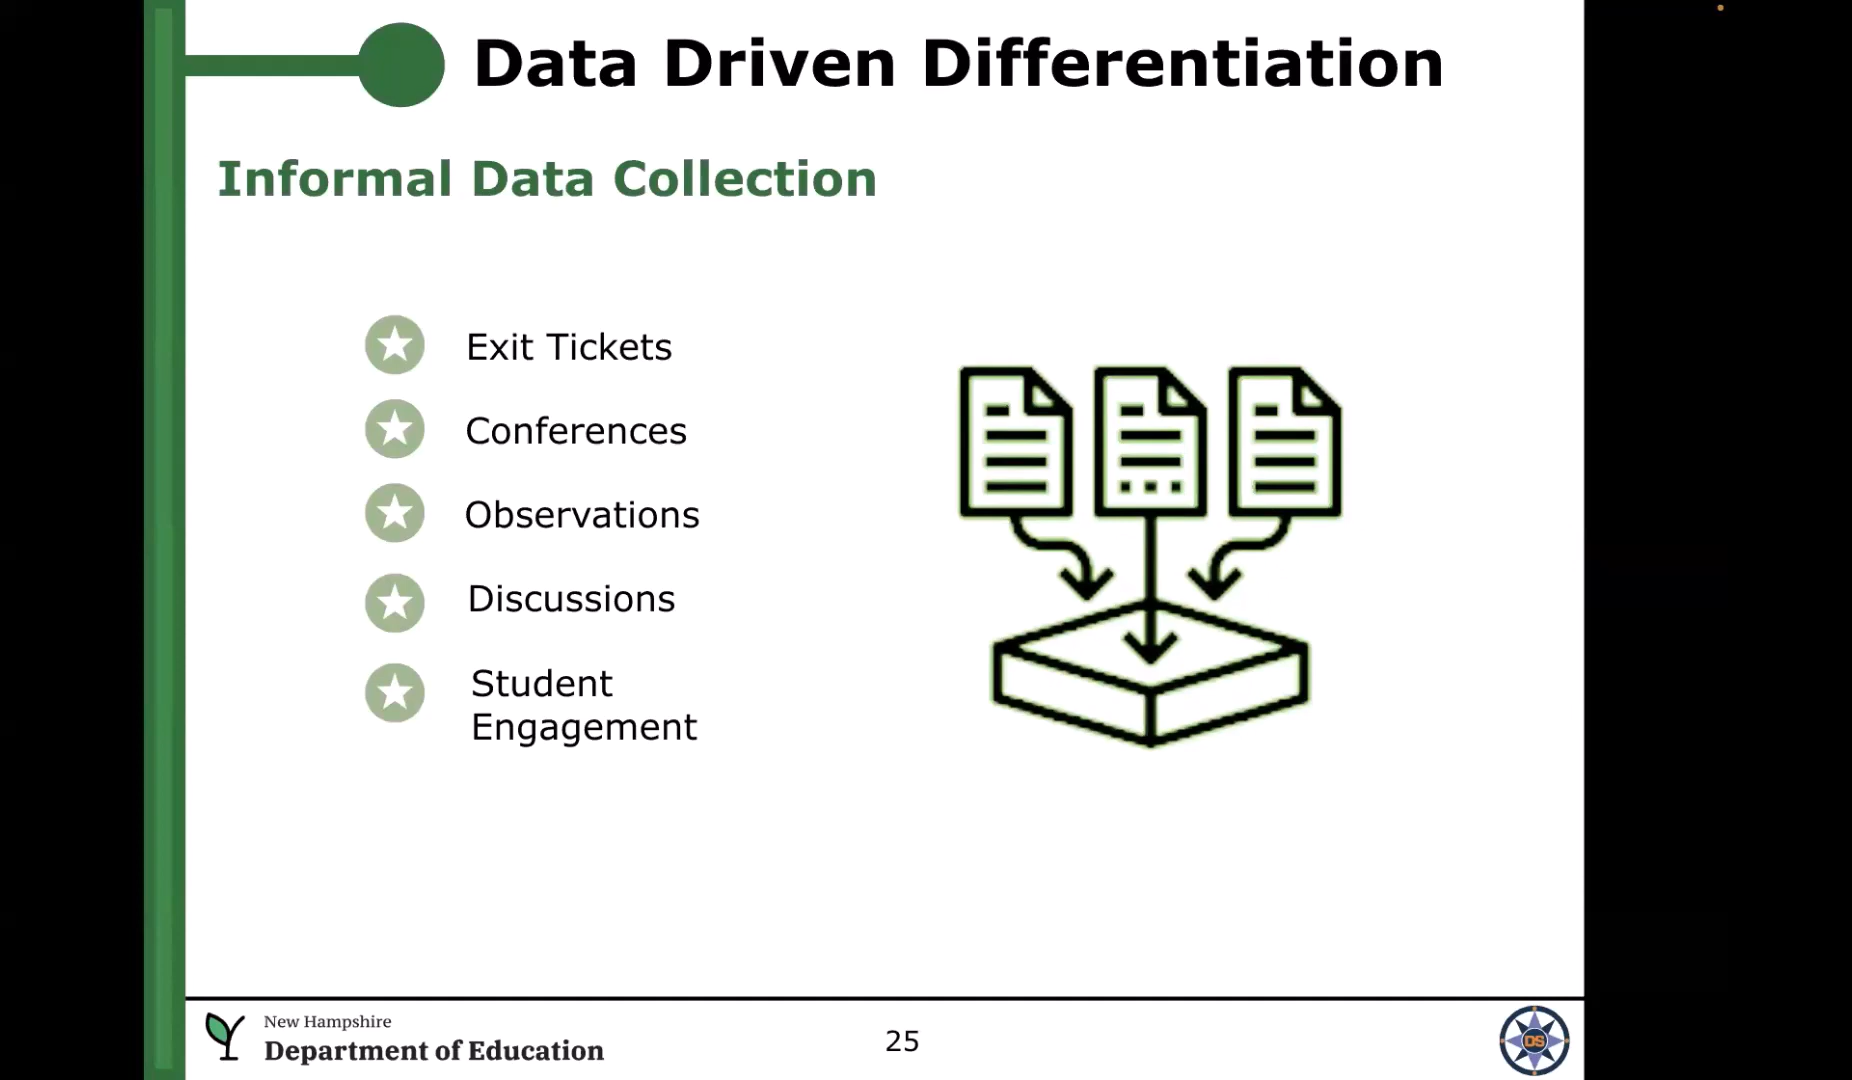 Data Driven Differentiation
Informal Data Collection
Exit Tickets
Conferences
Observations
Discussions
Student
Engagement
New Hampshire
Department of Education
25
DS